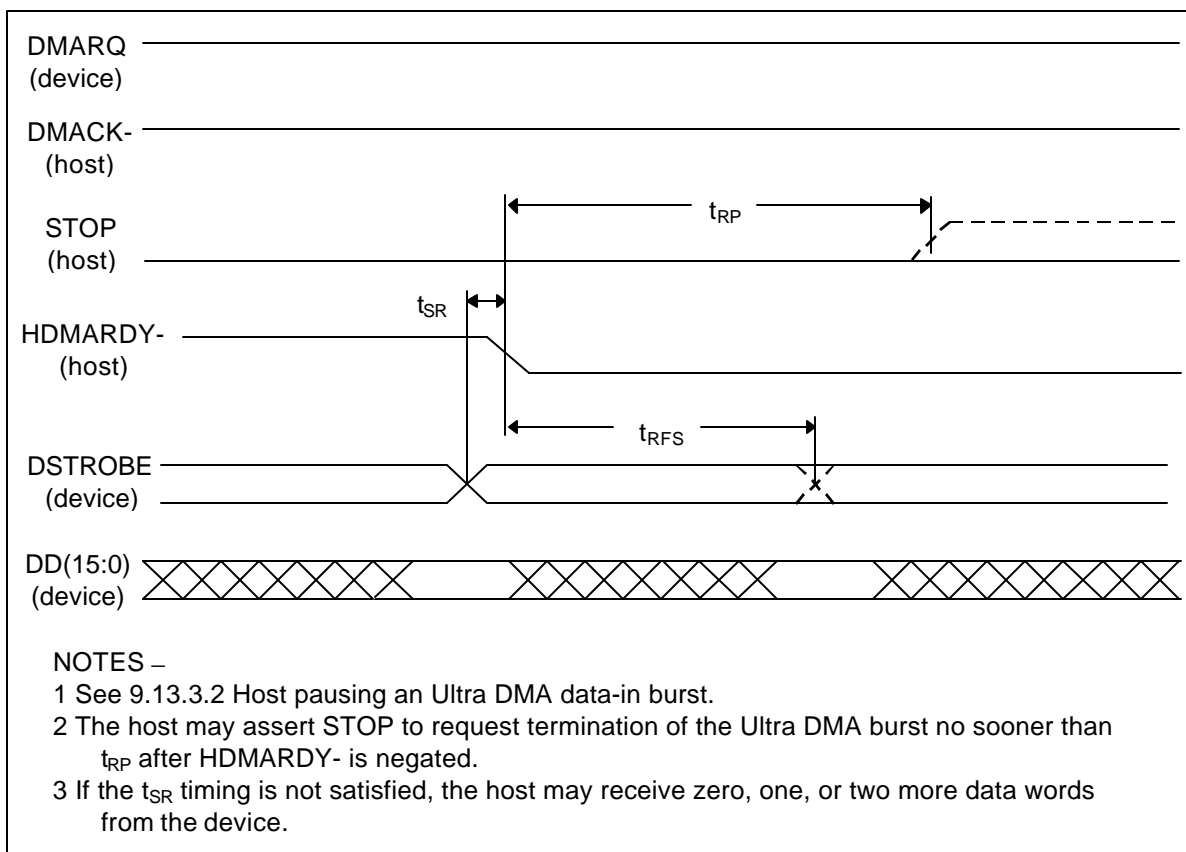 DMARQ
(device)
DMACK-
(host)
STOP
(host)
tRP
tSR
HDMARDY-
(host)
tRFS
DSTROBE
(device)
DD(15:0)
(device)
NOTES –
1 See 9.13.3.2 Host pausing an Ultra DMA data-in burst.
2 The host may assert STOP to request termination of the Ultra DMA burst no sooner than
tRP after HDMARDY- is negated.
3 If the tSR timing is not satisfied, the host may receive zero, one, or two more data words
from the device.